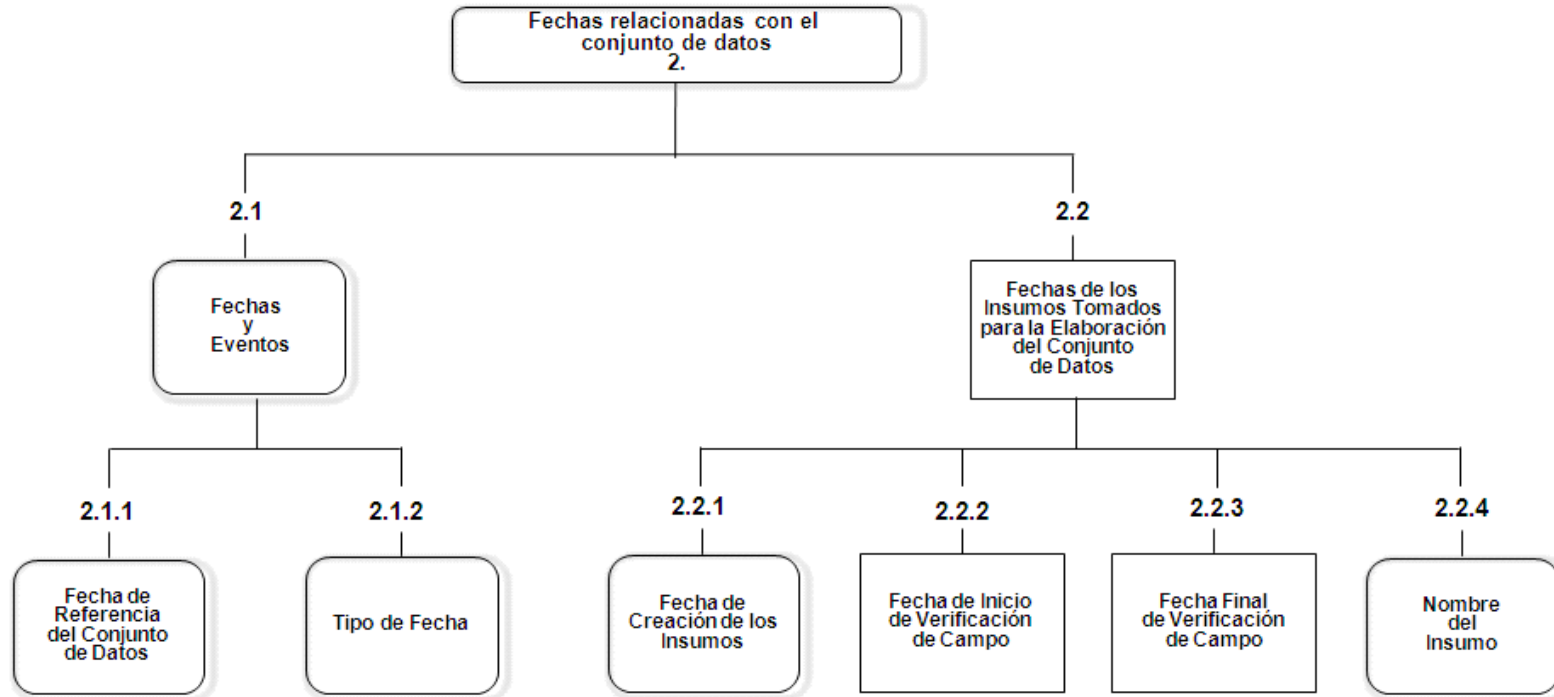 Fechas relacionadas con el
conjunto de datos
2.
2.1
2.2
Fechas
y
Eventos
Fechas de los
Insumos Tomados
para la Elaboración
del Conjunto
de Datos
2.1.1
2.1.2
2.2.1
2.2.2
2.2.3
2.2.4
Fecha de
Referencia
del Conjunto
de Datos
Tipo de Fecha
Fecha de
Creación de los
Insumos
Fecha de Inicio
de Verificación
de Campo
Fecha Final
de Verificación
de Campo
Nombre
del
Insumo